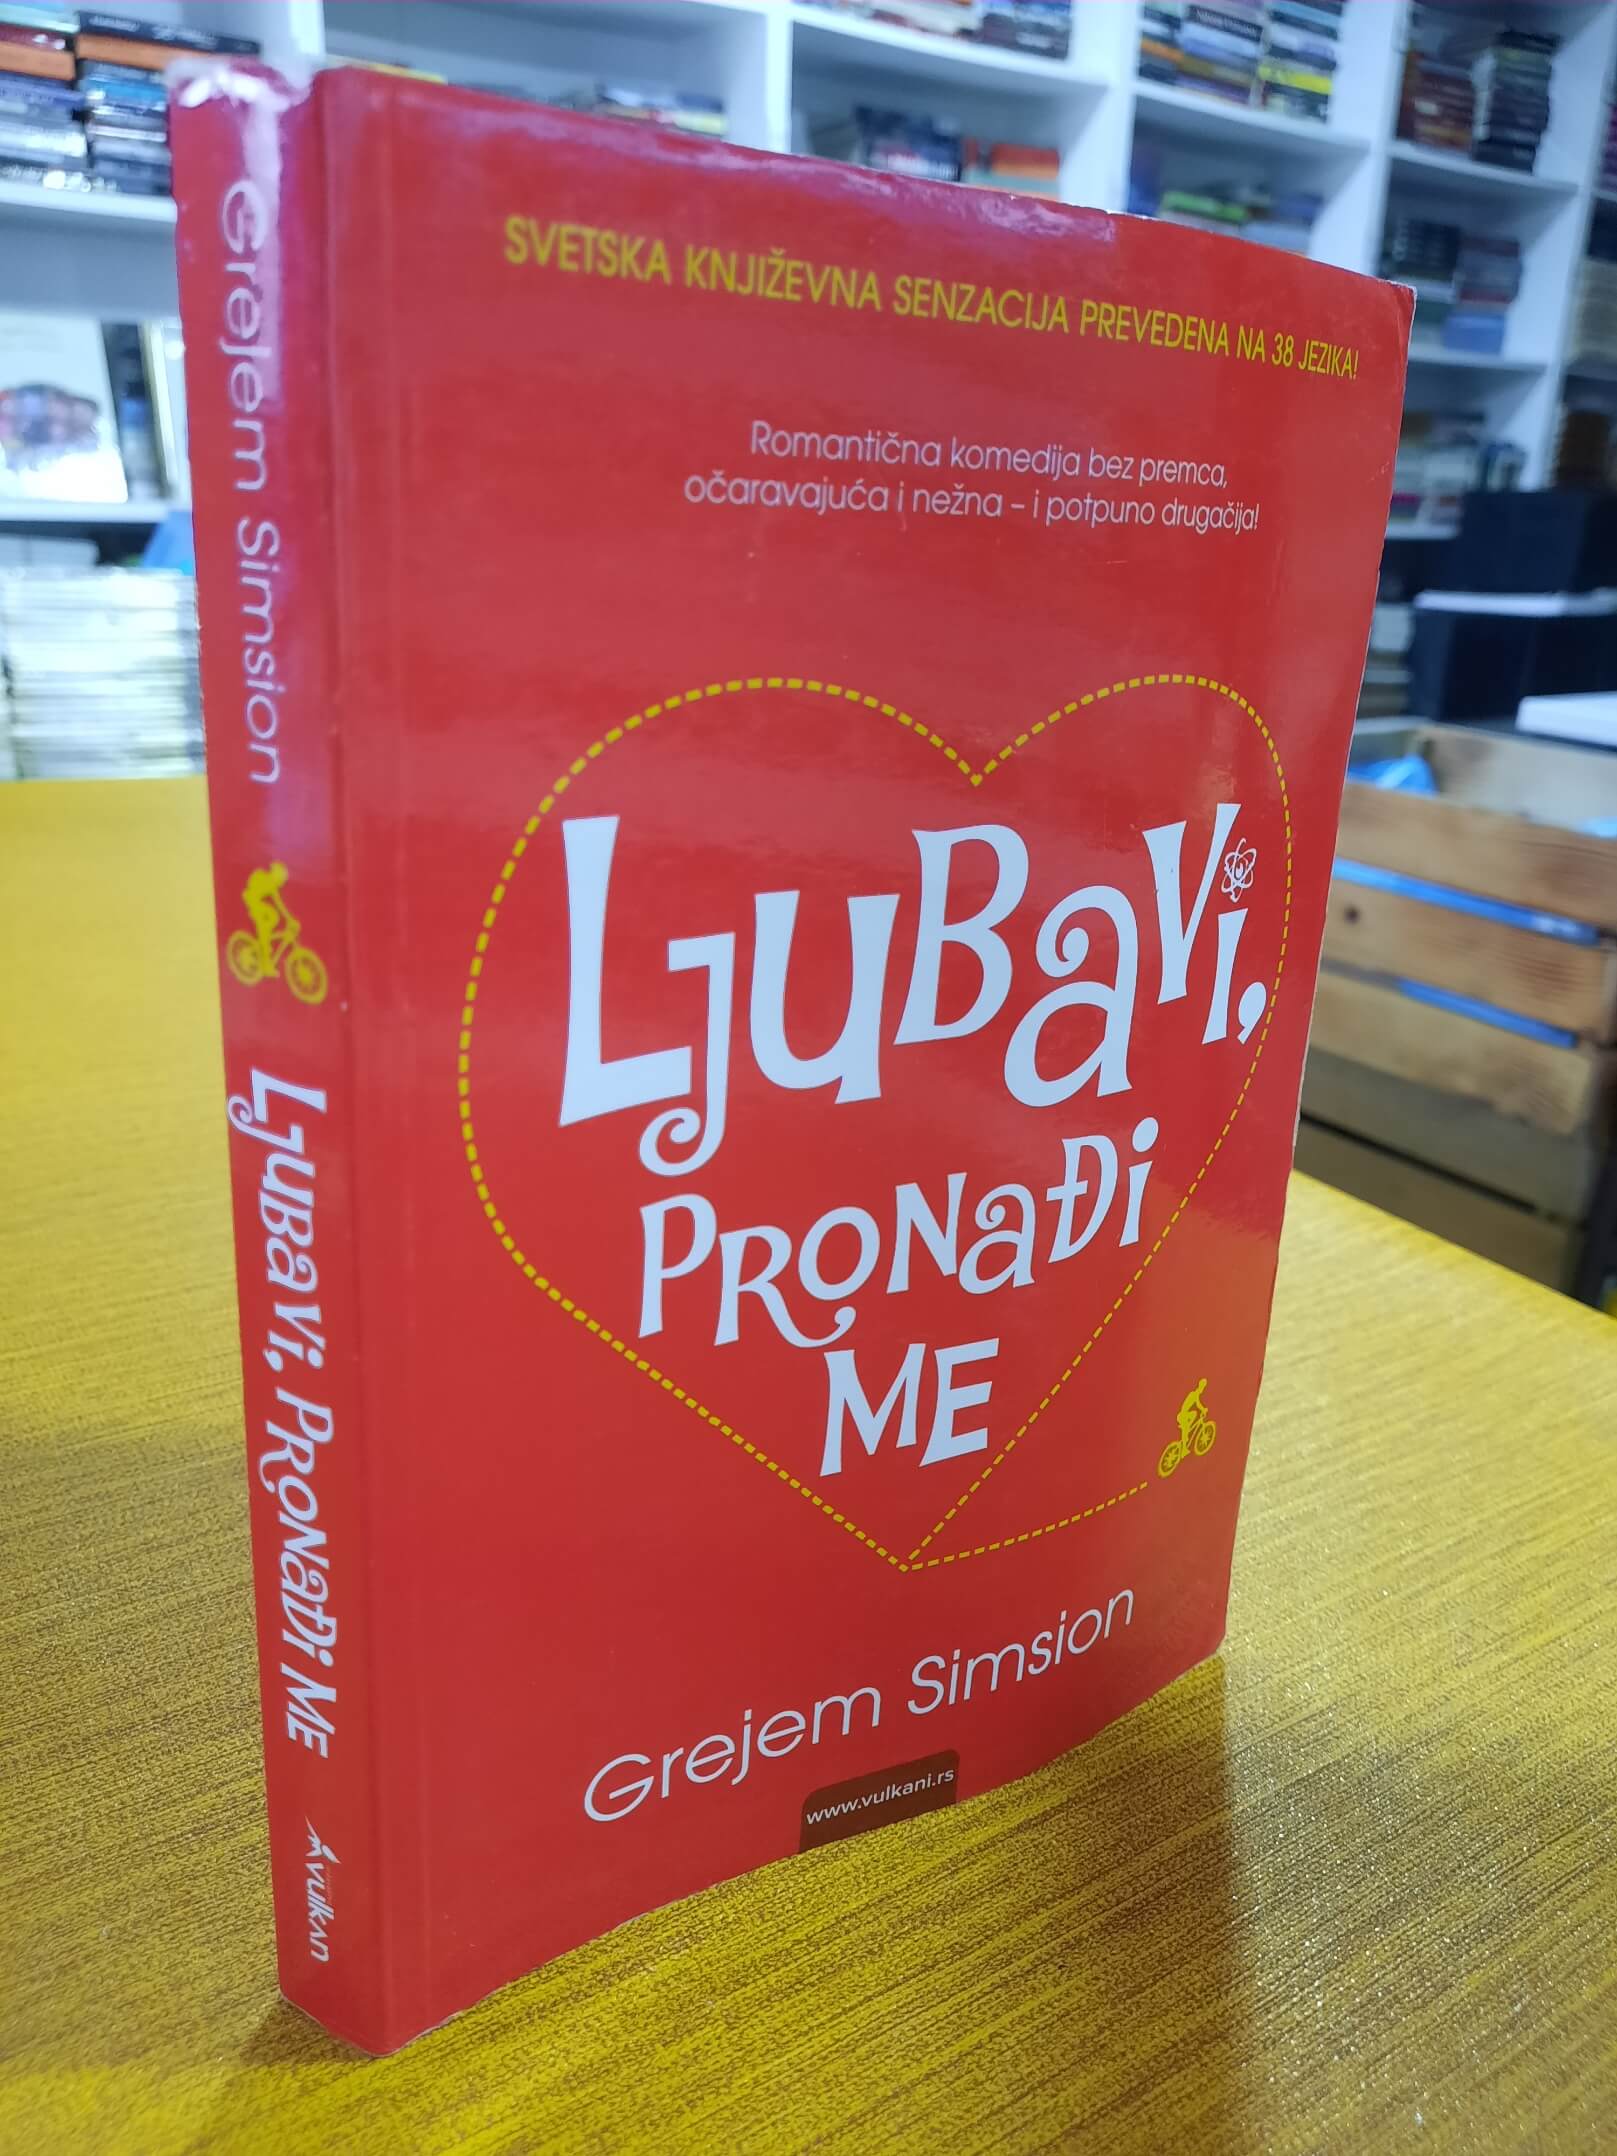 Grejem Simsion
Ljubavi, pronađi me
vulkan
SVETSKA KNJIŽEVNA SENZACIJA PREVEDENA NA 38 JEZIKA!
Romantična komedija bez premca,
očaravajuća i nežna – i potpuno drugačija!
Ljubavi,
pronađi
me
Grejem Simsion
www.vulkani.rs